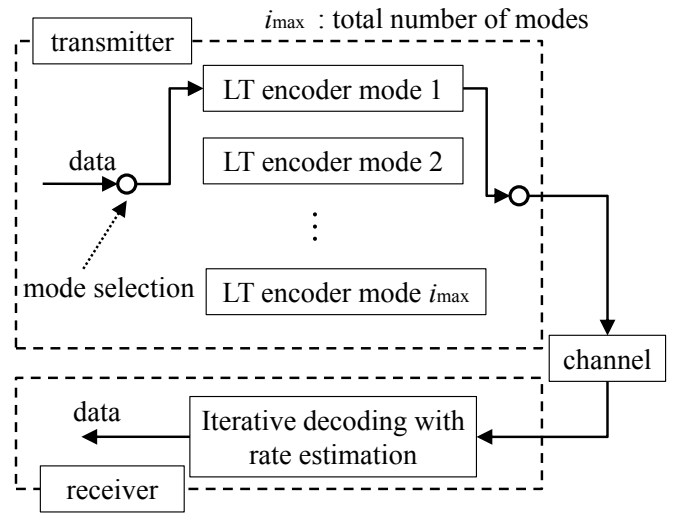 imax : total number of modes
transmitter
LT encoder mode 1
data
LT encoder mode 2
⋮
mode selection
LT encoder mode imax
channel
data
Iterative decoding with
rate estimation
receiver